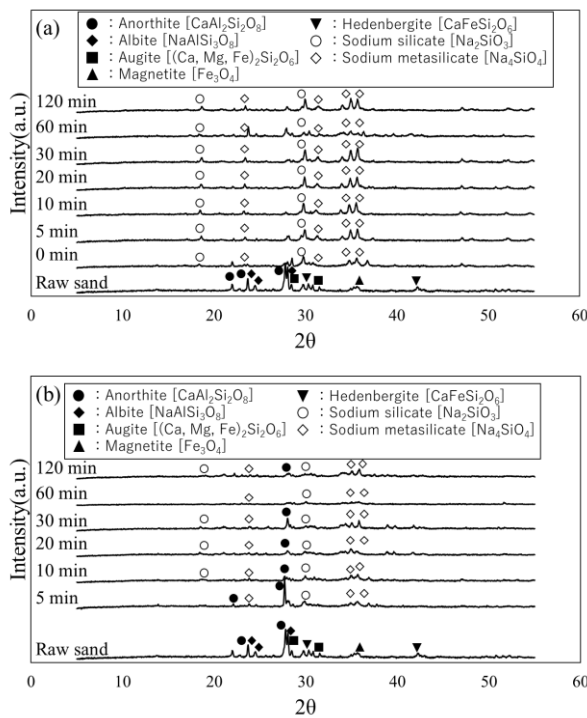 (a)
● : Anorthite [CaAl₂Si₂O₈]
◆ : Albite [NaAlSi₃O₈]
■ : Augite [(Ca, Mg, Fe)₂Si₂O₆]
▲ : Magnetite [Fe₃O₄]
▼ : Hedenbergite [CaFeSi₂O₆]
○ : Sodium silicate [Na₂SiO₃]
◇ : Sodium metasilicate [Na₄SiO₄]
Intensity(a.u.)
120 min
60 min
30 min
20 min
10 min
5 min
0 min
Raw sand
0 10 20 30 40 50 60
2θ
(b)
● : Anorthite [CaAl₂Si₂O₈]
◆ : Albite [NaAlSi₃O₈]
■ : Augite [(Ca, Mg, Fe)₂Si₂O₆]
▲ : Magnetite [Fe₃O₄]
▼ : Hedenbergite [CaFeSi₂O₆]
○ : Sodium silicate [Na₂SiO₃]
◇ : Sodium metasilicate [Na₄SiO₄]
Intensity(a.u.)
120 min
60 min
30 min
20 min
10 min
5 min
Raw sand
0 10 20 30 40 50 60
2θ